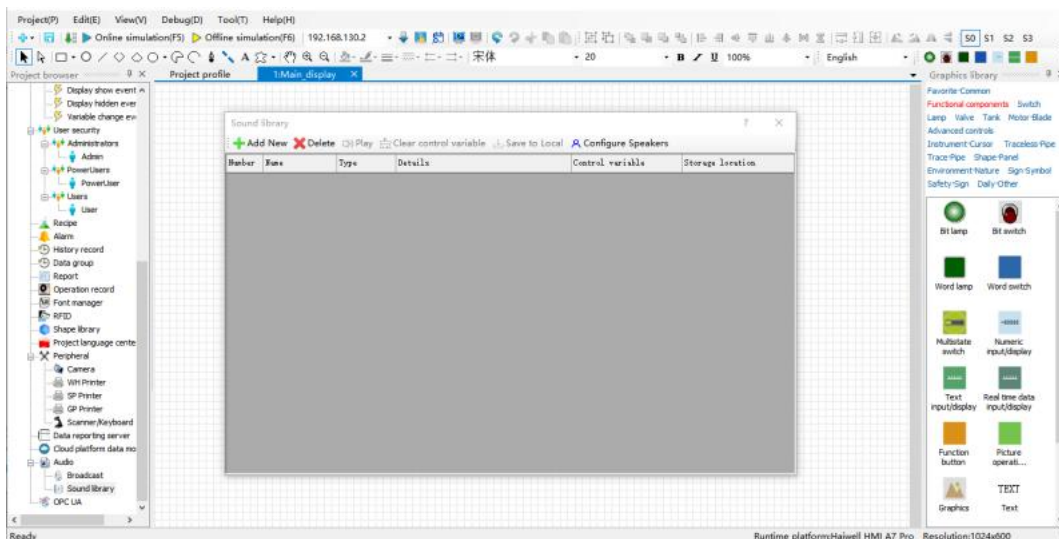 Project(P) Edit(E) View(V) Debug(D) Tool(T) Help(H)
Online simulation(F5) Offline simulation(F6) 192.168.130.2 S0 S1 S2 S3
宋体 20 B Z U 100% English
Project browser Project profile 1:Main display Graphics library
Display show event
Display hidden ever
Variable change ev
User security
Administrators
Admin
PowerUsers
PowerUser
Users
User
Recipe
Alarm
History record
Data group
Report
Operation record
Font manager
RFID
Shape library
Project language cente
Peripheral
Camera
WH Printer
SP Printer
GP Printer
Scanner/Keyboard
Data reporting server
Cloud platform data mo
Audio
Broadcast
Sound library
OPC UA
Sound library ? ×
Add New Delete Play Clear control variable Save to Local Configure Speakers
Number Name Type Details Control variable Storage location
Favorite·Common
Functional components Switch
Lamp Valve Tank Motor·Blade
Advanced controls
Instrument·Cursor Traceless·Pipe
Trace·Pipe Shape·Panel
Environment·Nature Sign·Symbol
Safety·Sign Daily·Other
Bit lamp Bit switch
Word lamp Word switch
Multistate switch Numeric input/display
Text input/display Real time data input/display
Function button Picture operati....
Graphics TEXT Text
Ready Runtime platform:Haiwell HMI A7 Pro Resolution:1024x600